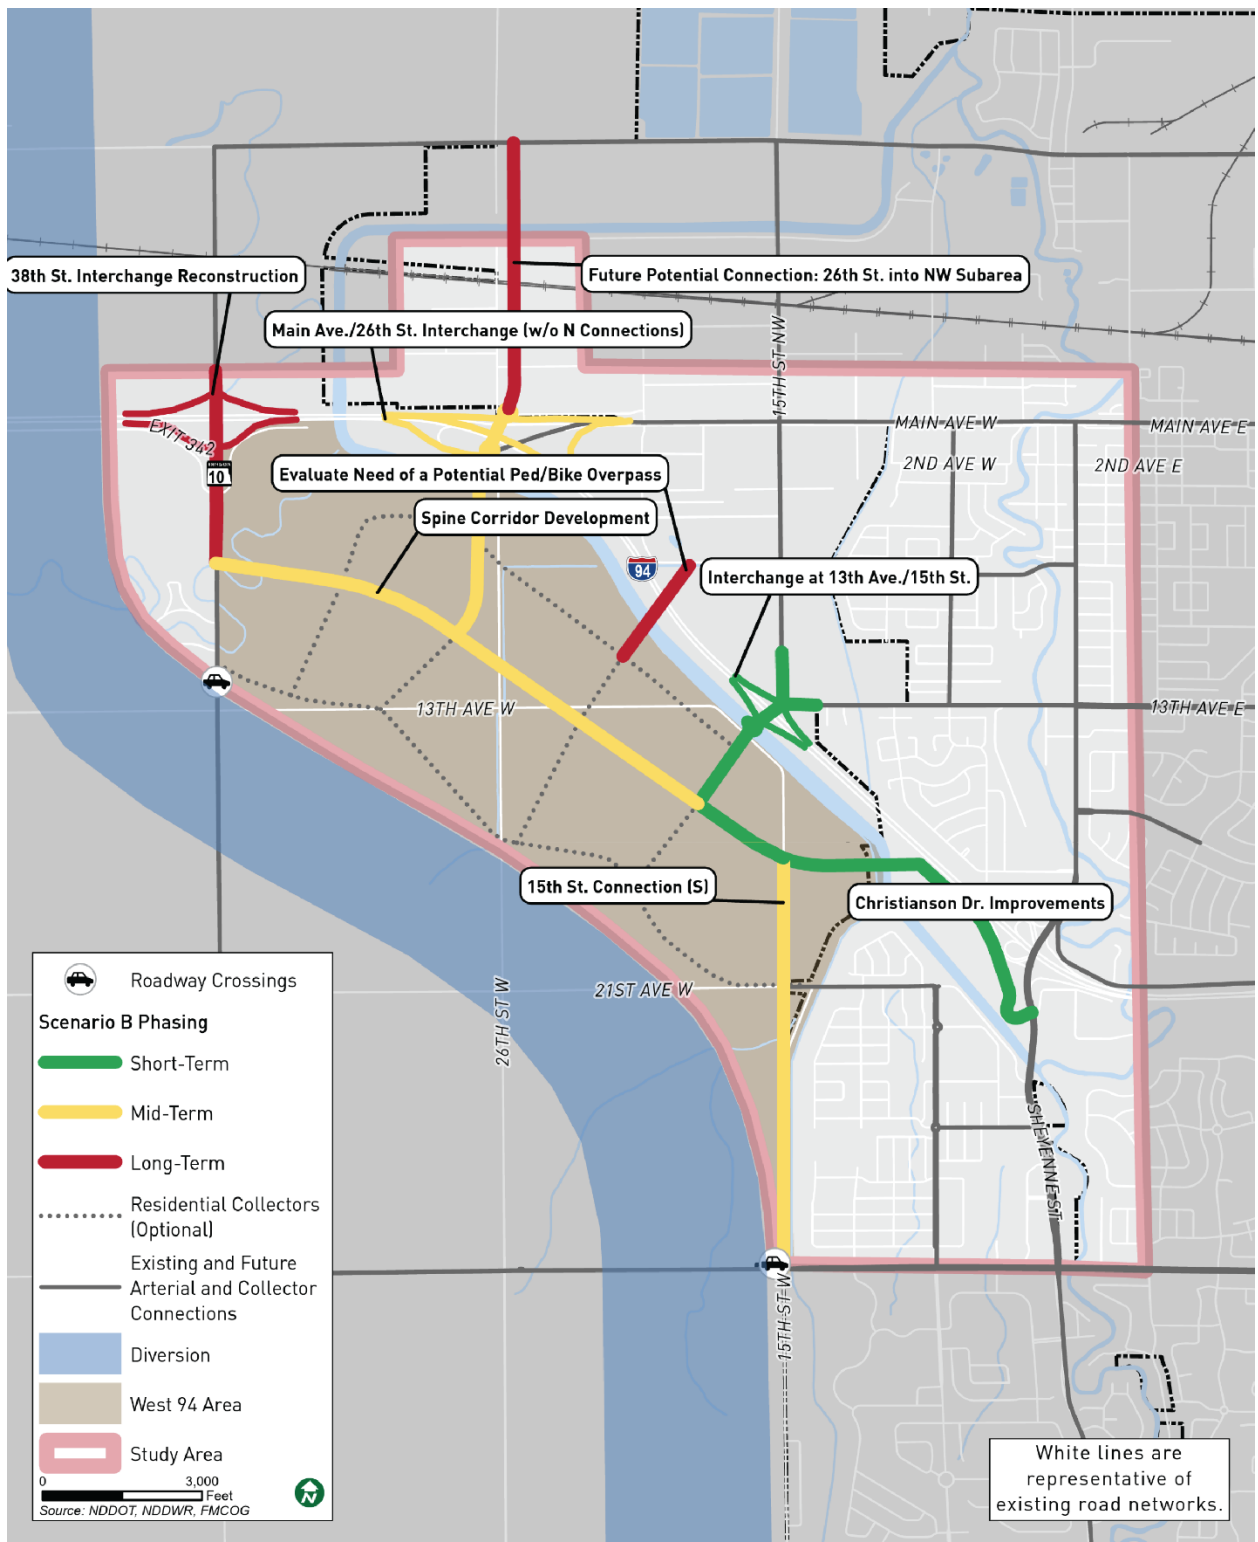 38th St. Interchange Reconstruction
Future Potential Connection: 26th St. into NW Subarea
Main Ave./26th St. Interchange (w/o N Connections)
15TH ST NW
EXIT 342
MAIN AVE W
MAIN AVE E
2ND AVE W
2ND AVE E
10
Evaluate Need of a Potential Ped/Bike Overpass
Spine Corridor Development
94
Interchange at 13th Ave./15th St.
13TH AVE W
13TH AVE E
15th St. Connection (S)
Christianson Dr. Improvements
21ST AVE W
26TH ST W
SHEYENNE ST
15TH ST W
Roadway Crossings
Scenario B Phasing
Short-Term
Mid-Term
Long-Term
Residential Collectors
(Optional)
Existing and Future
Arterial and Collector
Connections
Diversion
West 94 Area
Study Area
0 3,000
Feet
N
Source: NDDOT, NDDWR, FMCOG
White lines are
representative of
existing road networks.